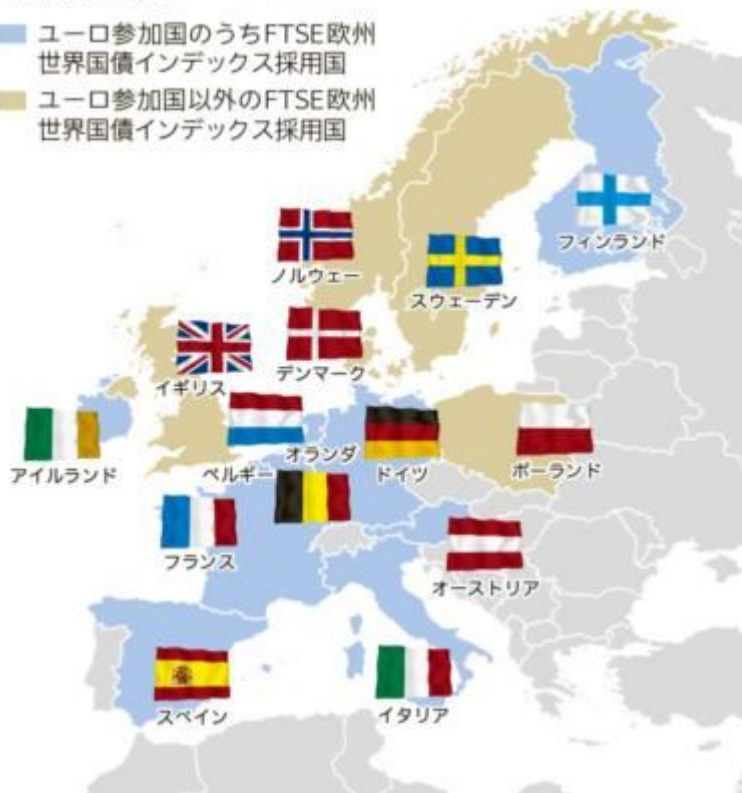 ユーロ参加国のうちFTSE欧州
世界国債インデックス採用国
ユーロ参加国以外のFTSE欧州
世界国債インデックス採用国
フィンランド
ノルウェー
スウェーデン
デンマーク
イギリス
オランダ
アイルランド
ベルギー
ドイツ
ポーランド
フランス
オーストリア
スペイン
イタリア